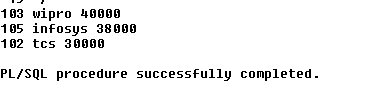 103 wipro 40000
105 infosys 38000
102 tcs 30000
PL/SQL procedure successfully completed.